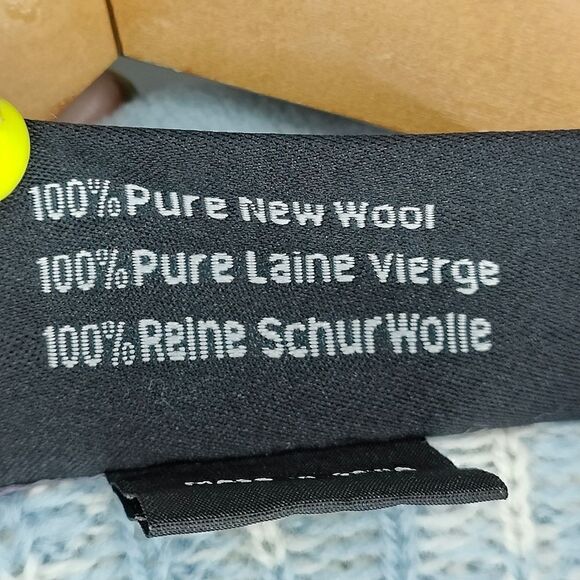 100% Pure New Wool
100% Pure Laine Vierge
100% Reine SchurWolle